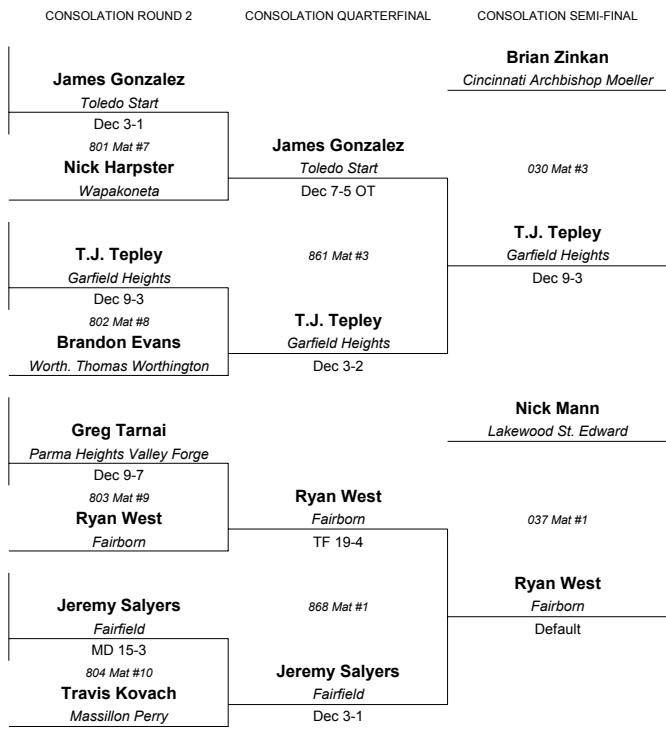 CONSOLATION ROUND 2
CONSOLATION QUARTERFINAL
CONSOLATION SEMI-FINAL
James Gonzalez
Toledo Start
Dec 3-1
801 Mat #7
Nick Harpster
Wapakoneta
T.J. Tepley
Garfield Heights
Dec 9-3
802 Mat #8
Brandon Evans
Worth. Thomas Worthington
Greg Tarnai
Parma Heights Valley Forge
Dec 9-7
803 Mat #9
Ryan West
Fairborn
Jeremy Salyers
Fairfield
MD 15-3
804 Mat #10
Travis Kovach
Massillon Perry
James Gonzalez
Toledo Start
Dec 7-5 OT
861 Mat #3
T.J. Tepley
Garfield Heights
Dec 3-2
Ryan West
Fairborn
TF 19-4
868 Mat #1
Jeremy Salyers
Fairfield
Dec 3-1
Brian Zinkan
Cincinnati Archbishop Moeller
030 Mat #3
T.J. Tepley
Garfield Heights
Dec 9-3
Nick Mann
Lakewood St. Edward
037 Mat #1
Ryan West
Fairborn
Default